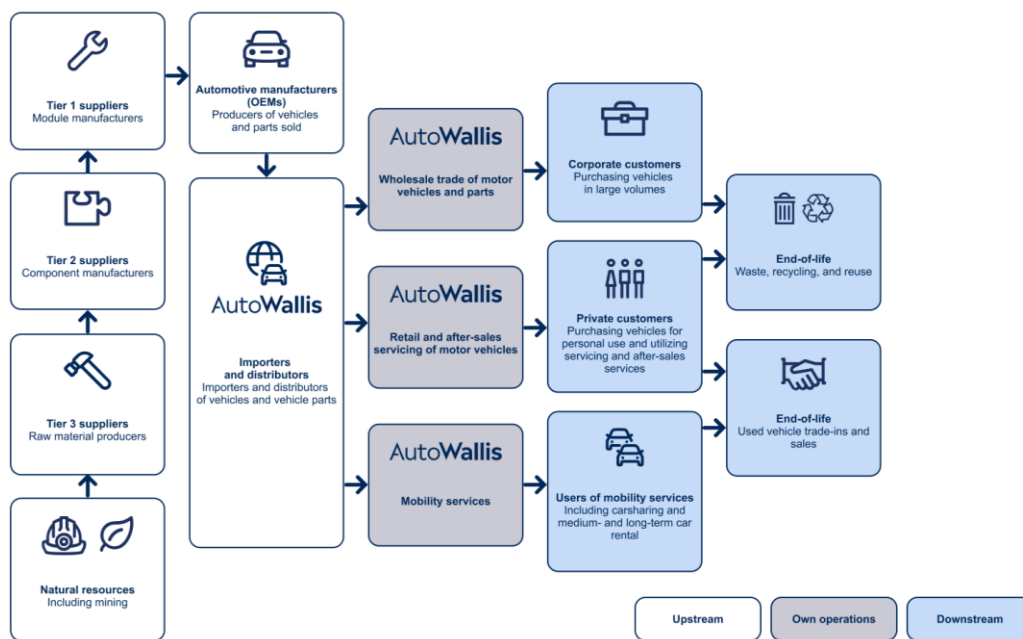 Tier 1 suppliers
Module manufacturers
Automotive manufacturers
(OEMs)
Producers of vehicles
and parts sold
Tier 2 suppliers
Component manufacturers
Tier 3 suppliers
Raw material producers
Natural resources
Including mining
AutoWallis
Importers
and distributors
Importers and distributors
of vehicles and vehicle parts
AutoWallis
Wholesale trade of motor
vehicles and parts
AutoWallis
Retail and after-sales
servicing of motor vehicles
AutoWallis
Mobility services
Corporate customers
Purchasing vehicles
in large volumes
Private customers
Purchasing vehicles for
personal use and utilizing
servicing and after-sales
services
Users of mobility services
Including carsharing and
medium- and long-term car
rental
End-of-life
Waste, recycling, and reuse
End-of-life
Used vehicle trade-ins and
sales
Upstream
Own operations
Downstream